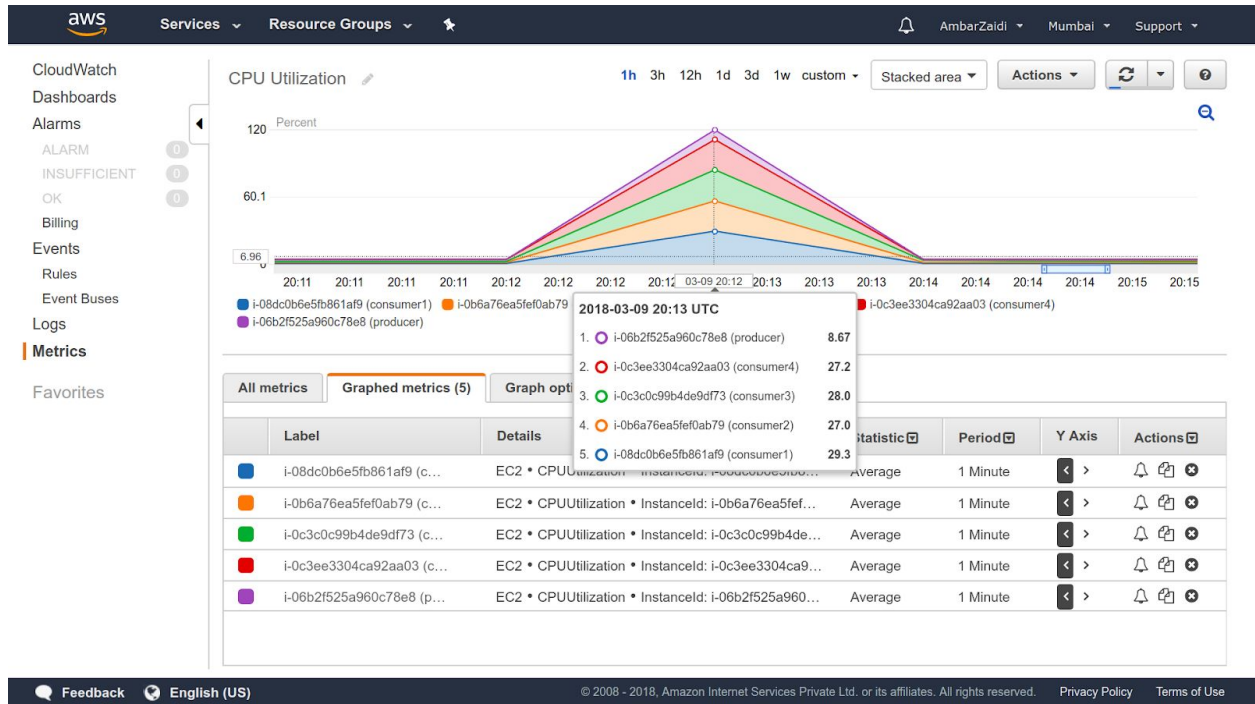 aws Services Resource Groups AmbarZaidi Mumbai Support
CloudWatch
Dashboards
Alarms
ALARM 0
INSUFFICIENT 0
OK 0
Billing
Events
Rules
Event Buses
Logs
Metrics
Favorites
CPU Utilization 1h 3h 12h 1d 3d 1w custom Stacked area Actions
Percent
120
60.1
6.96
0
20:11 20:11 20:11 20:11 20:12 20:12 20:12 20:12 03-09 20:12 20:13 20:13 20:13 20:14 20:14 20:14 20:14 20:15 20:15
i-08dc0b6e5fb861af9 (consumer1) i-0b6a76ea5fef0ab79 i-0c3ee3304ca92aa03 (consumer4)
i-06b2f525a960c78e8 (producer)
2018-03-09 20:13 UTC
1. i-06b2f525a960c78e8 (producer) 8.67
2. i-0c3ee3304ca92aa03 (consumer4) 27.2
3. i-0c3c0c99b4de9df73 (consumer3) 28.0
4. i-0b6a76ea5fef0ab79 (consumer2) 27.0
5. i-08dc0b6e5fb861af9 (consumer1) 29.3
All metrics Graphed metrics (5) Graph opti
Label Details Statistic Period Y Axis Actions
i-08dc0b6e5fb861af9 (c... EC2 • CPUUtilization • Average 1 Minute
i-0b6a76ea5fef0ab79 (c... EC2 • CPUUtilization • InstanceId: i-0b6a76ea5fef... Average 1 Minute
i-0c3c0c99b4de9df73 (c... EC2 • CPUUtilization • InstanceId: i-0c3c0c99b4de... Average 1 Minute
i-0c3ee3304ca92aa03 (c... EC2 • CPUUtilization • InstanceId: i-0c3ee3304ca9... Average 1 Minute
i-06b2f525a960c78e8 (p... EC2 • CPUUtilization • InstanceId: i-06b2f525a960... Average 1 Minute
Feedback English (US) © 2008 - 2018, Amazon Internet Services Private Ltd. or its affiliates. All rights reserved. Privacy Policy Terms of Use